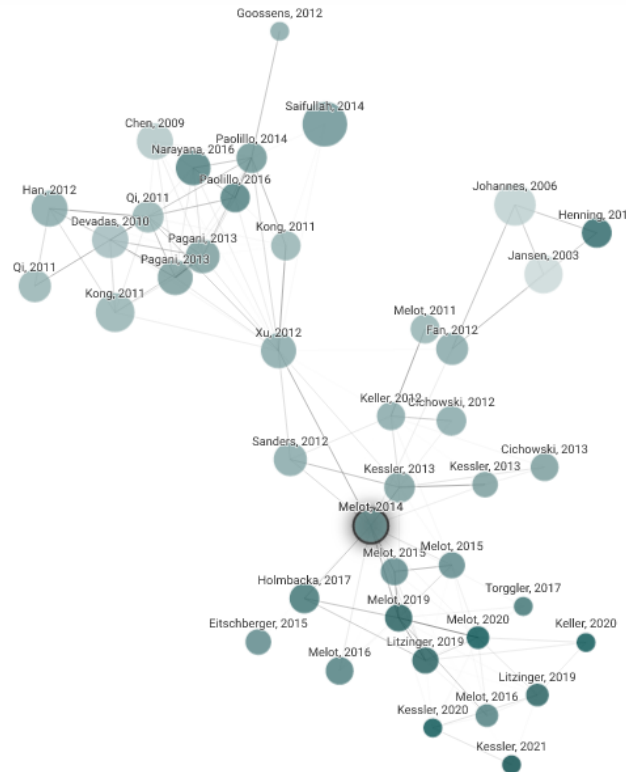 Goossens, 2012
Saifullah, 2014
Chen, 2009
Paolillo, 2014
Narayana, 2016
Paolillo, 2016
Han, 2012
Qi, 2011
Johannes, 2006
Devadas, 2010
Henning, 201
Kong, 2011
Pagani, 2013
Jansen, 2003
Pagani, 2013
Qi, 2011
Kong, 2011
Melot, 2011
Xu, 2012
Fan, 2012
Keller, 2012
Cichowski, 2012
Sanders, 2012
Cichowski, 2013
Kessler, 2013
Kessler, 2013
Melot, 2014
Melot, 2015
Melot, 2015
Holmbacka, 2017
Torggler, 2017
Melot, 2019
Melot, 2020
Eitschberger, 2015
Keller, 2020
Litzinger, 2019
Melot, 2016
Litzinger, 2019
Melot, 2016
Kessler, 2020
Kessler, 2021